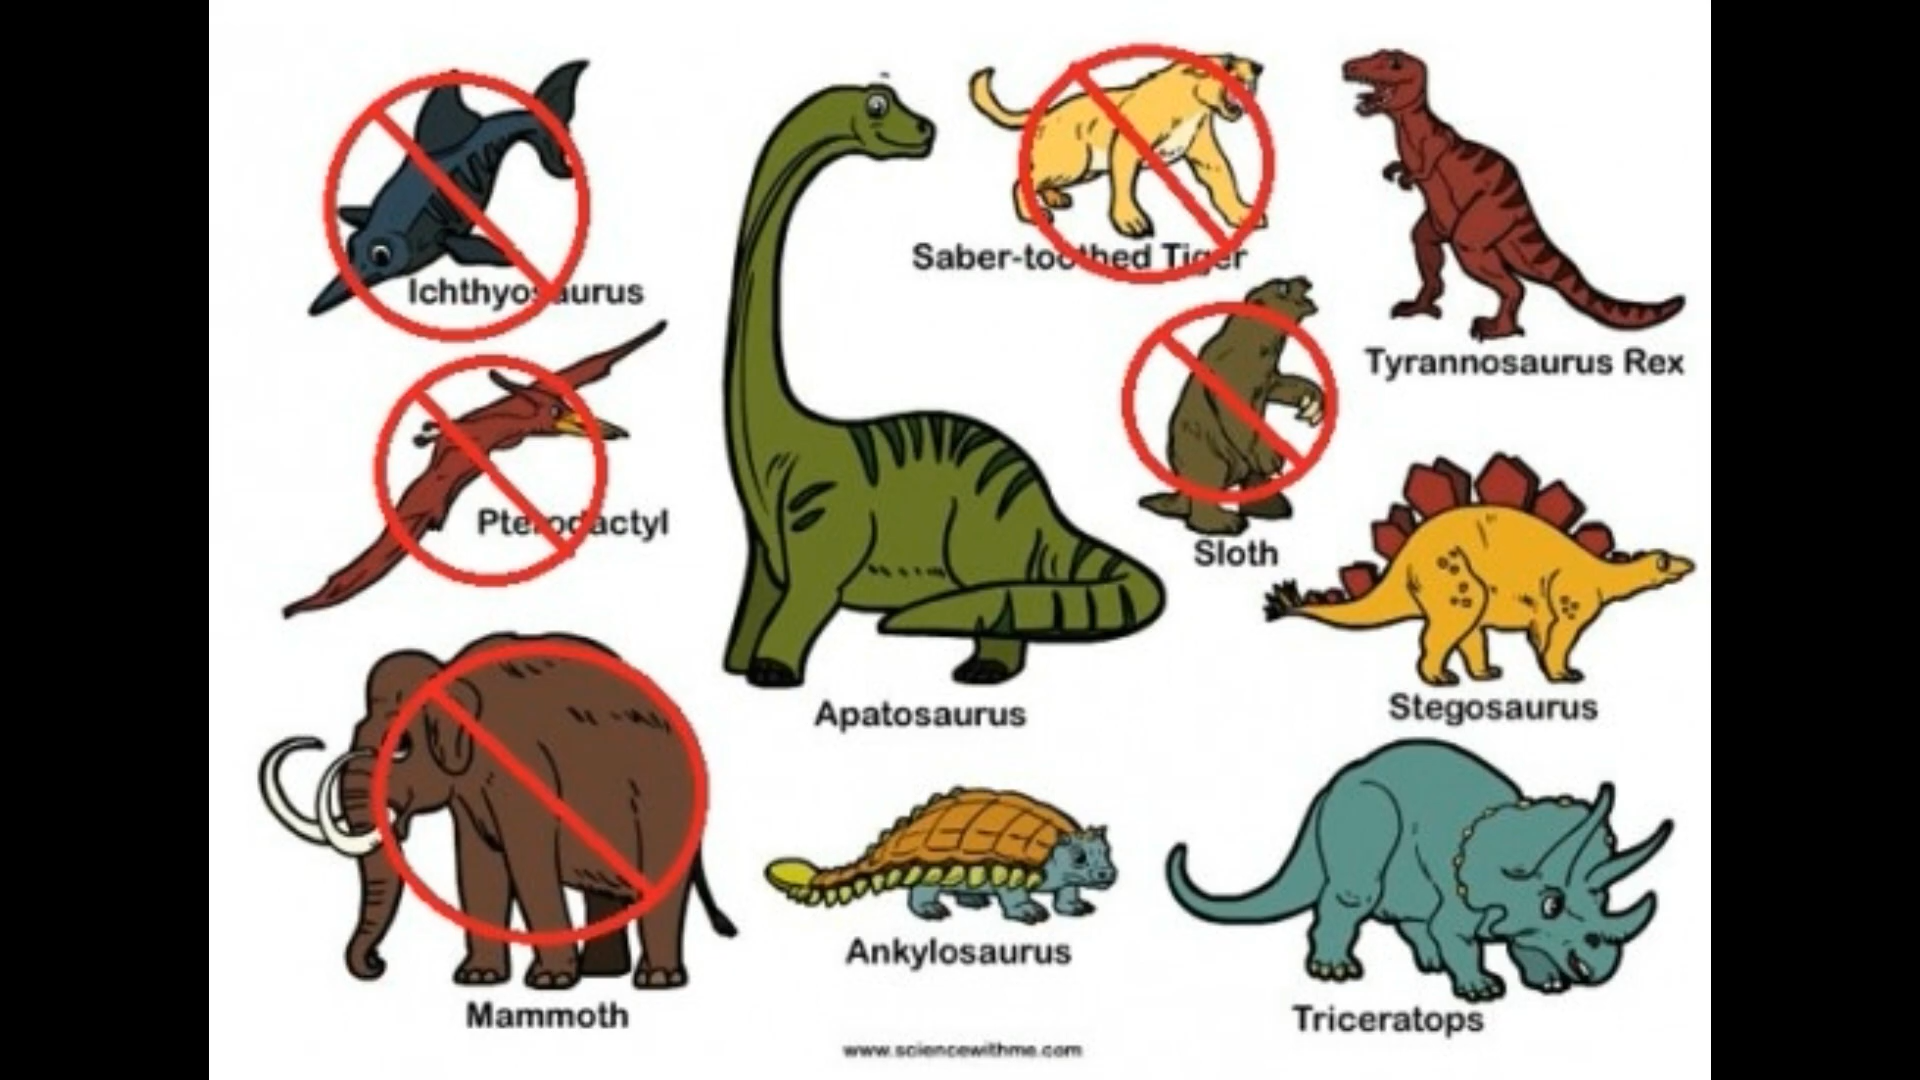 Ichthyosaurus
Saber-toothed Tiger
Tyrannosaurus Rex
Pterodactyl
Sloth
Apatosaurus
Stegosaurus
Ankylosaurus
Mammoth
Triceratops
www.sciencewithme.com